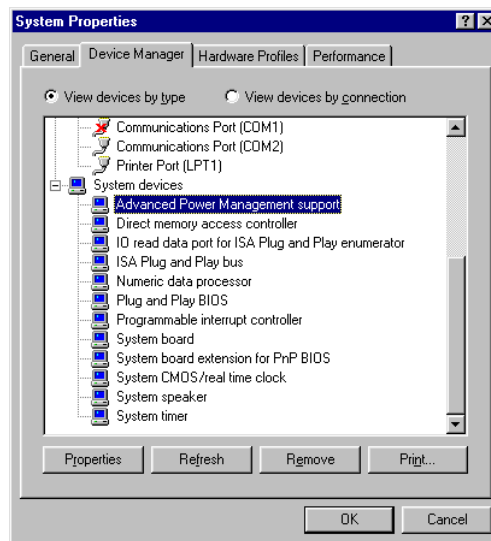 System Properties
General Device Manager Hardware Profiles Performance
View devices by type View devices by connection
Communications Port (COM1)
Communications Port (COM2)
Printer Port (LPT1)
System devices
Advanced Power Management support
Direct memory access controller
IO read data port for ISA Plug and Play enumerator
ISA Plug and Play bus
Numeric data processor
Plug and Play BIOS
Programmable interrupt controller
System board
System board extension for PnP BIOS
System CMOS/real time clock
System speaker
System timer
Properties Refresh Remove Print...
OK Cancel